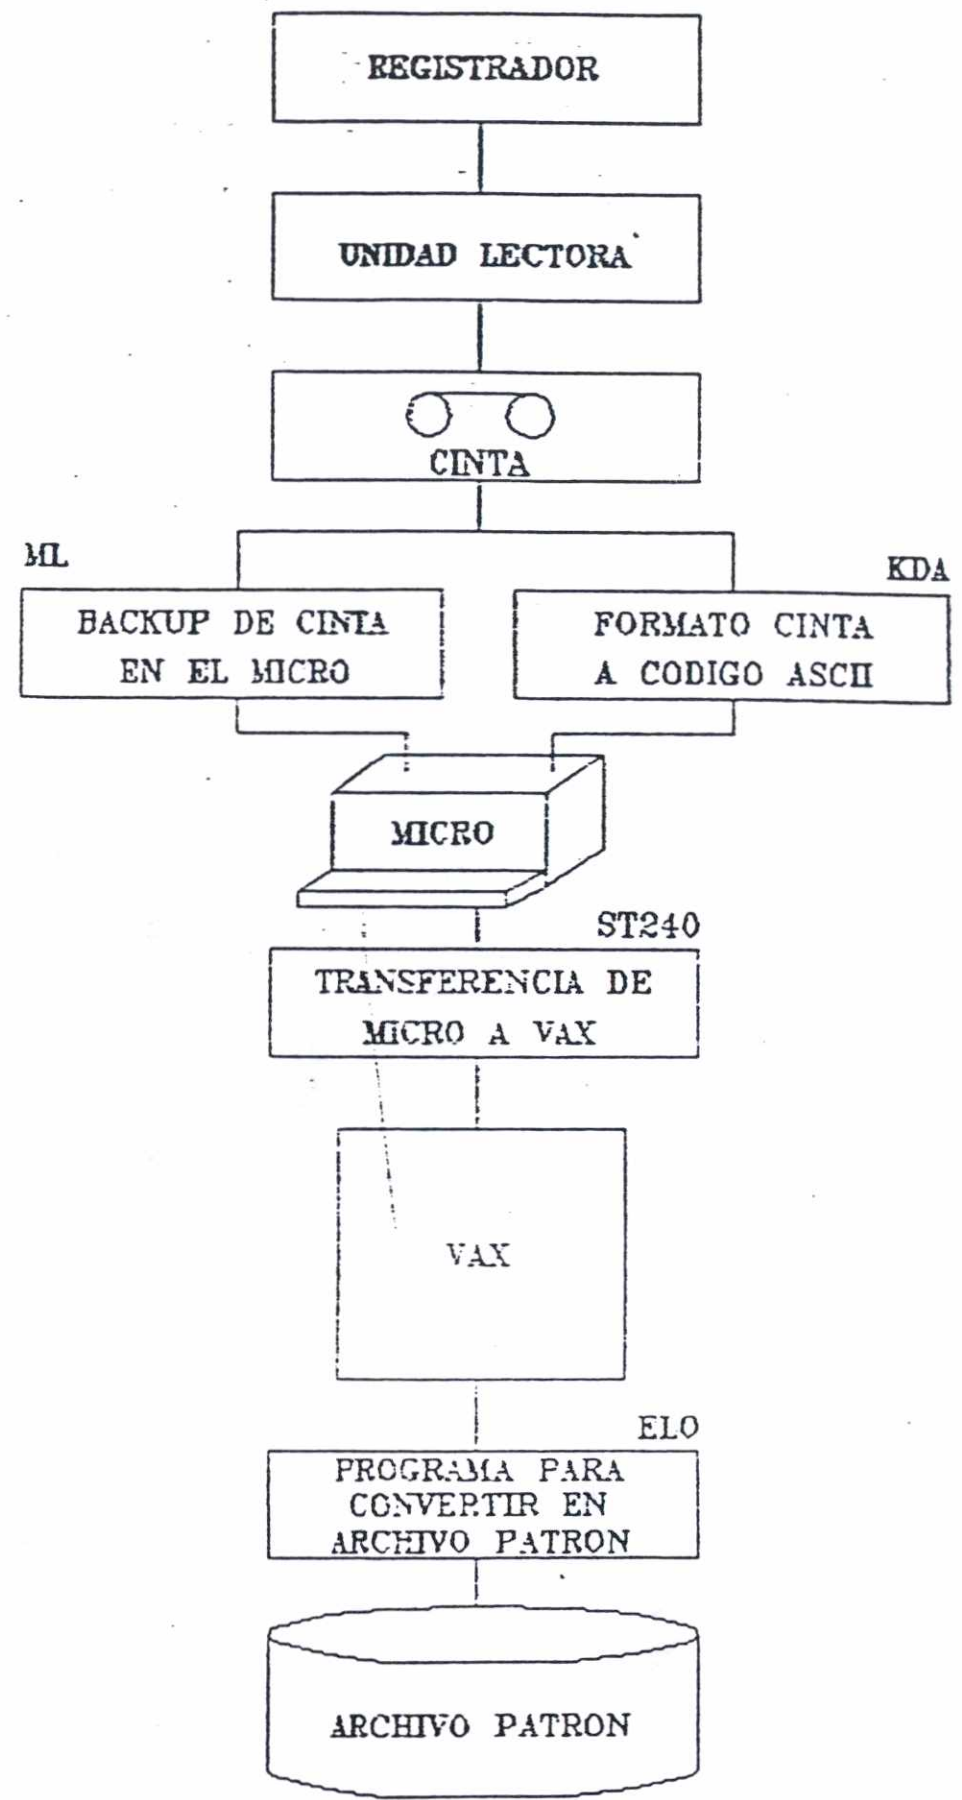 REGISTRADOR
UNIDAD LECTORA
CINTA
ML
KDA
BACKUP DE CINTA
EN EL MICRO
FORMATO CINTA
A CODIGO ASCII
MICRO
ST240
TRANSFERENCIA DE
MICRO A VAX
VAX
ELO
PROGRAMA PARA
CONVERTIR EN
ARCHIVO PATRON
ARCHIVO PATRON